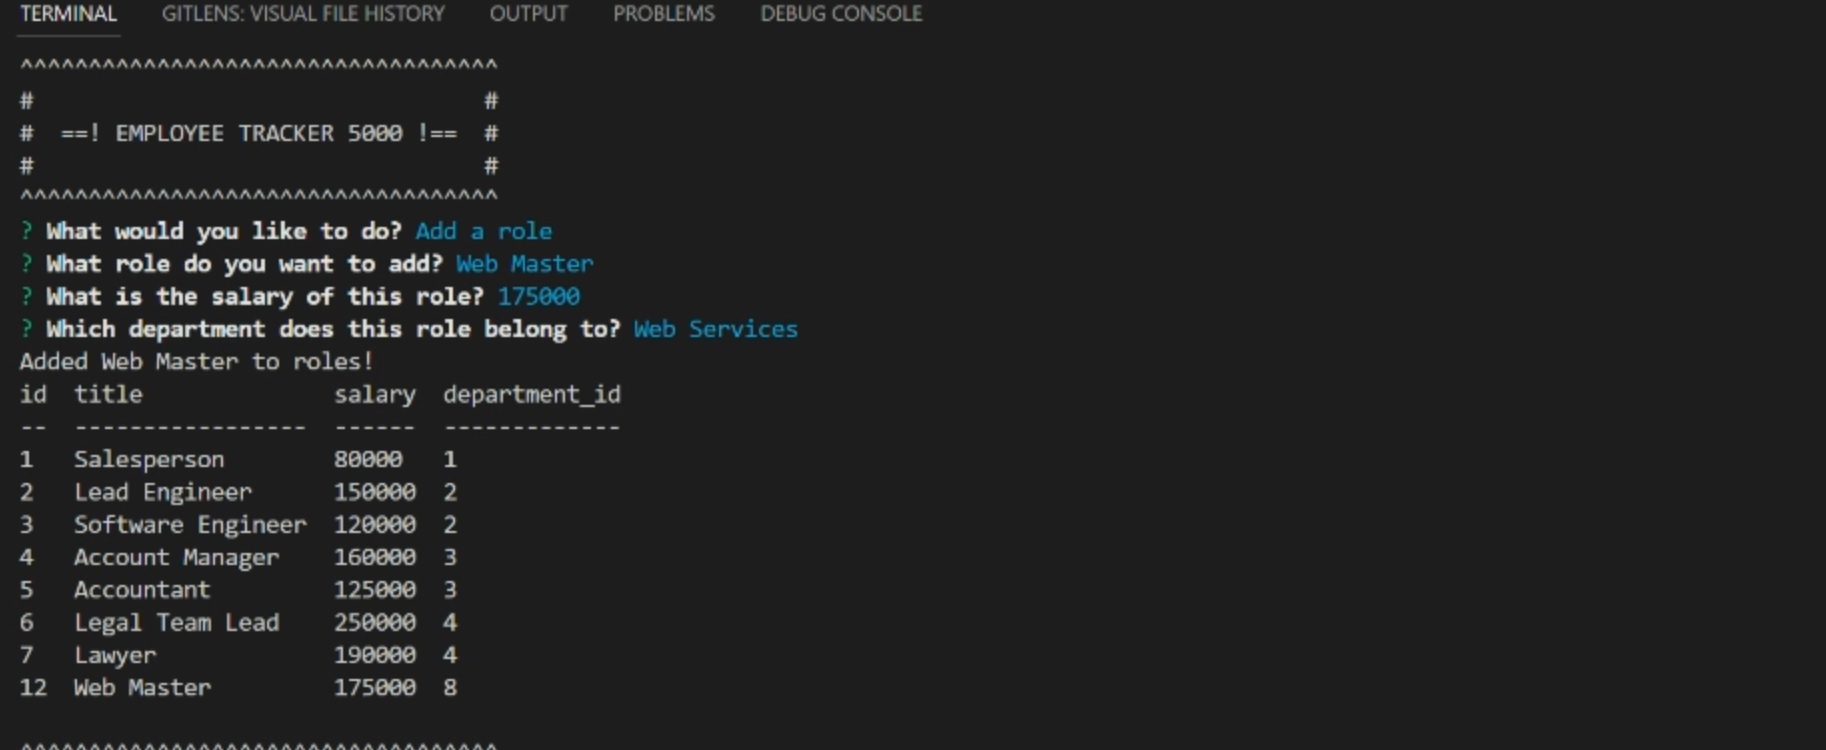 TERMINAL GITLENS: VISUAL FILE HISTORY OUTPUT PROBLEMS DEBUG CONSOLE
^^^^^^^^^^^^^^^^^^^^^^^^^^^^^^^^^^^
#                                 #
#  ==! EMPLOYEE TRACKER 5000 !==  #
#                                 #
^^^^^^^^^^^^^^^^^^^^^^^^^^^^^^^^^^^
? What would you like to do? Add a role
? What role do you want to add? Web Master
? What is the salary of this role? 175000
? Which department does this role belong to? Web Services
Added Web Master to roles!
id  title              salary  department_id
--  -----------------  ------  -------------
1   Salesperson        80000   1
2   Lead Engineer      150000  2
3   Software Engineer  120000  2
4   Account Manager    160000  3
5   Accountant         125000  3
6   Legal Team Lead    250000  4
7   Lawyer             190000  4
12  Web Master         175000  8
^^^^^^^^^^^^^^^^^^^^^^^^^^^^^^^^^^^